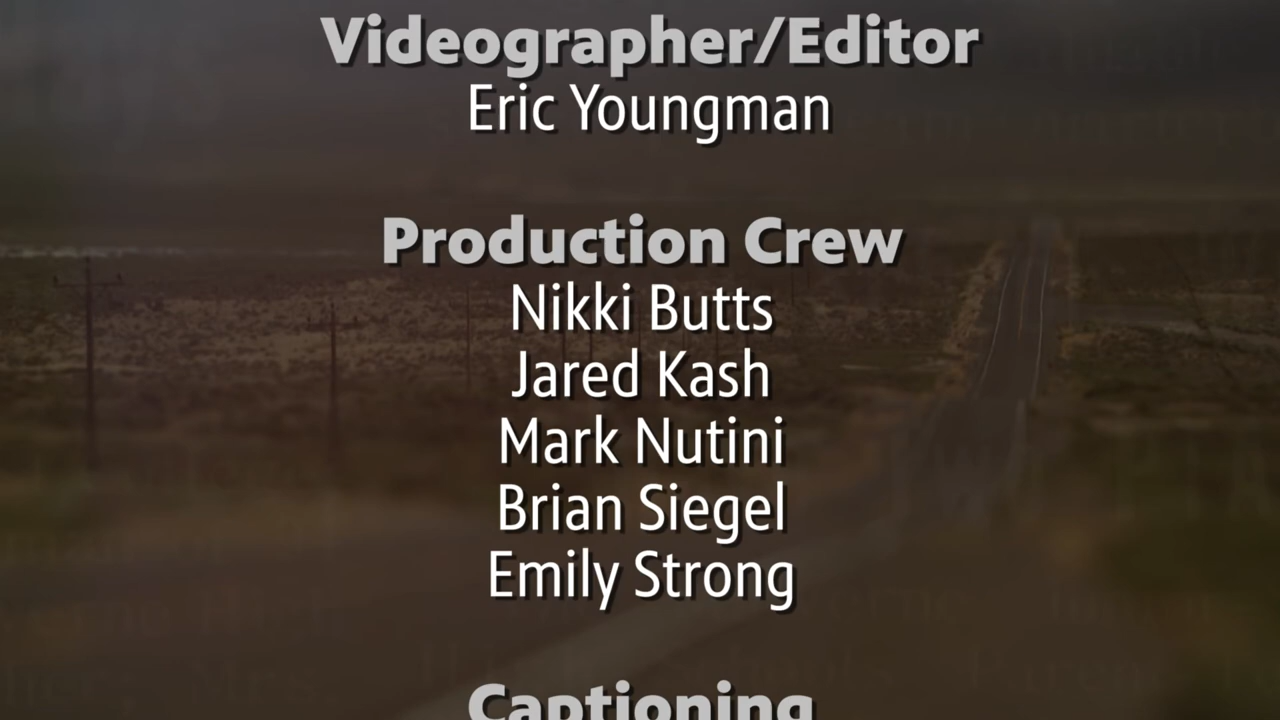 Videographer/Editor
Eric Youngman
Production Crew
Nikki Butts
Jared Kash
Mark Nutini
Brian Siegel
Emily Strong
Captioning